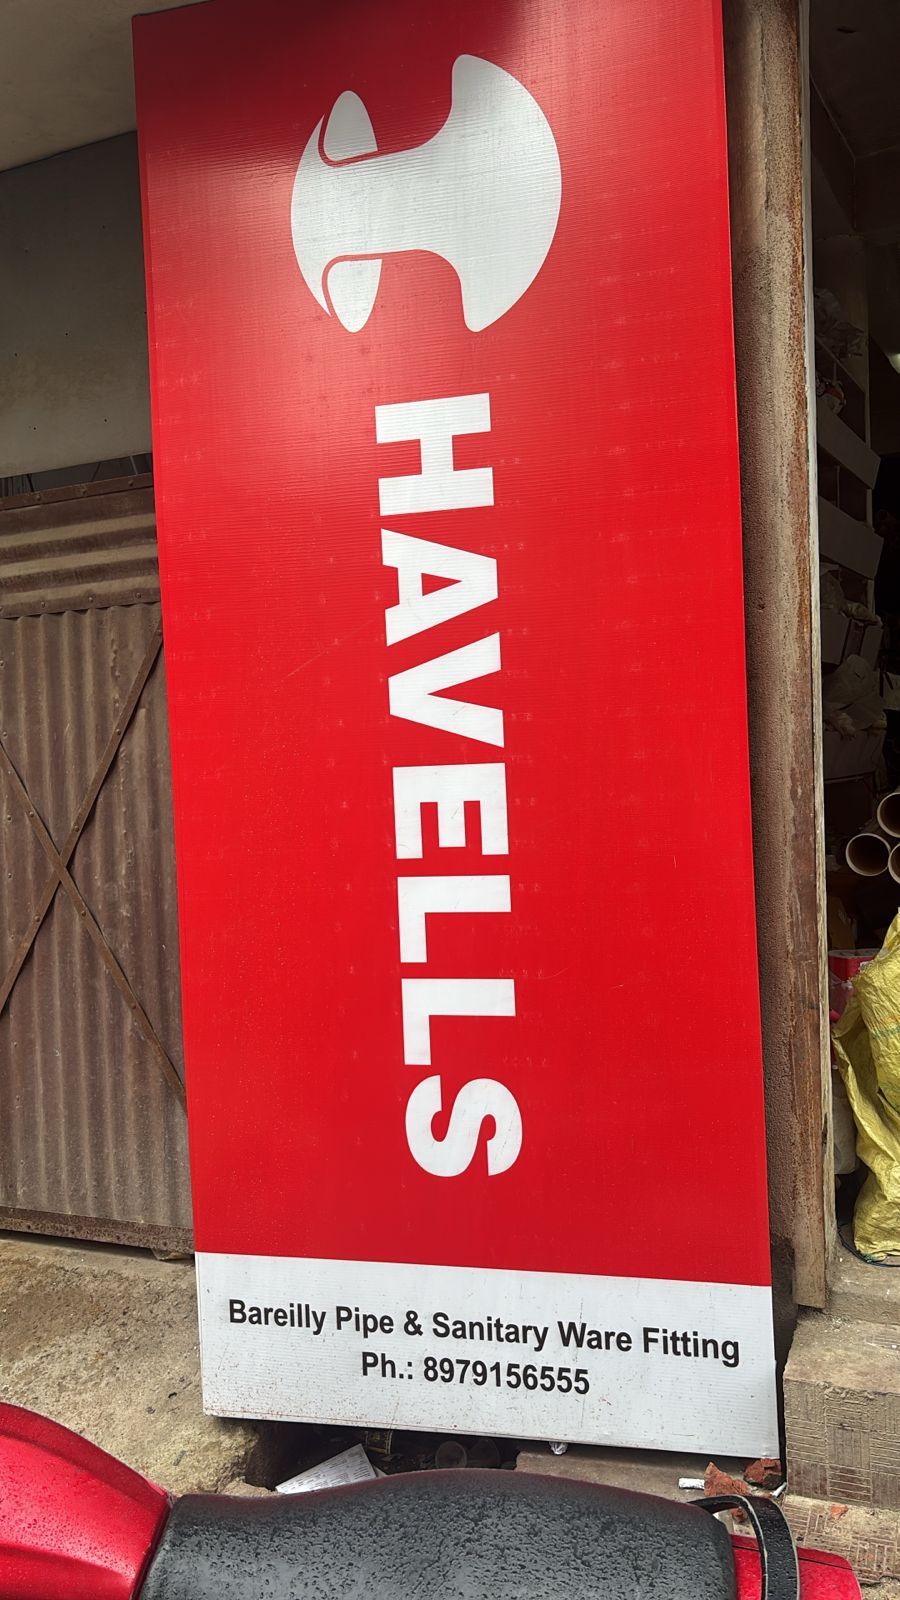 HAVELLS
Bareilly Pipe & Sanitary Ware Fitting
Ph.: 8979156555